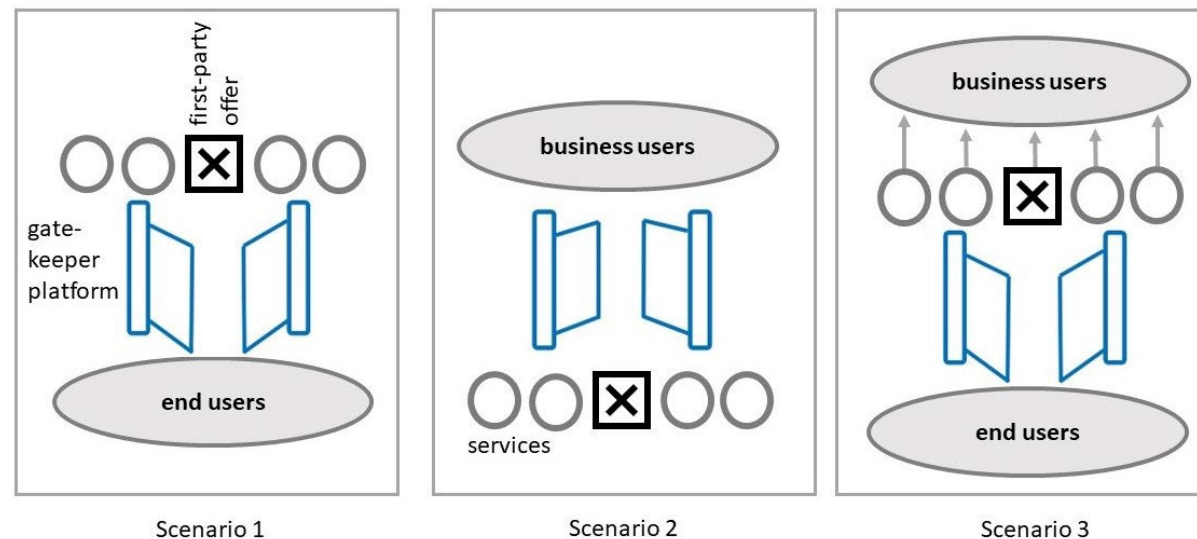 first-party
offer
gate-
keeper
platform
end users
Scenario 1
business users
services
Scenario 2
business users
end users
Scenario 3